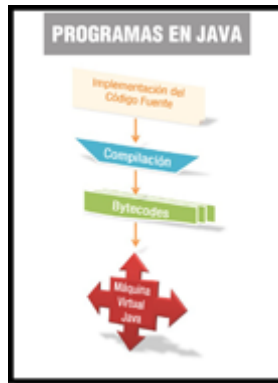 PROGRAMAS EN JAVA
Implementación del
Código Fuente
Compilación
Bytecodes
Máquina
Virtual
Java